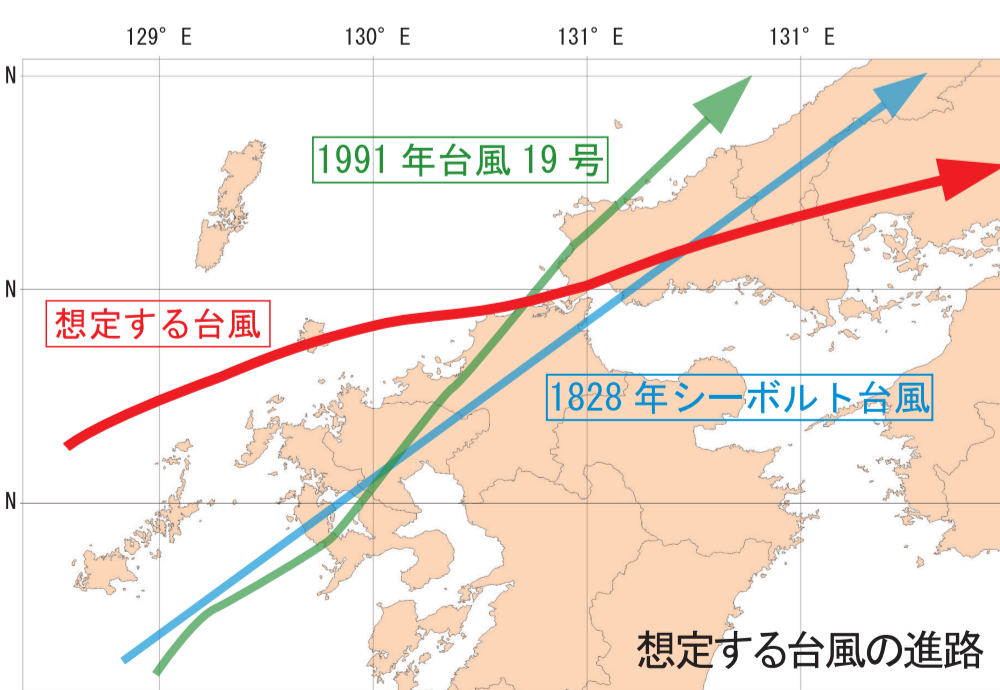 129° E 130° E 131° E 131° E
N
1991 年台風 19 号
N
想定する台風
1828 年シーボルト台風
N
想定する台風の進路